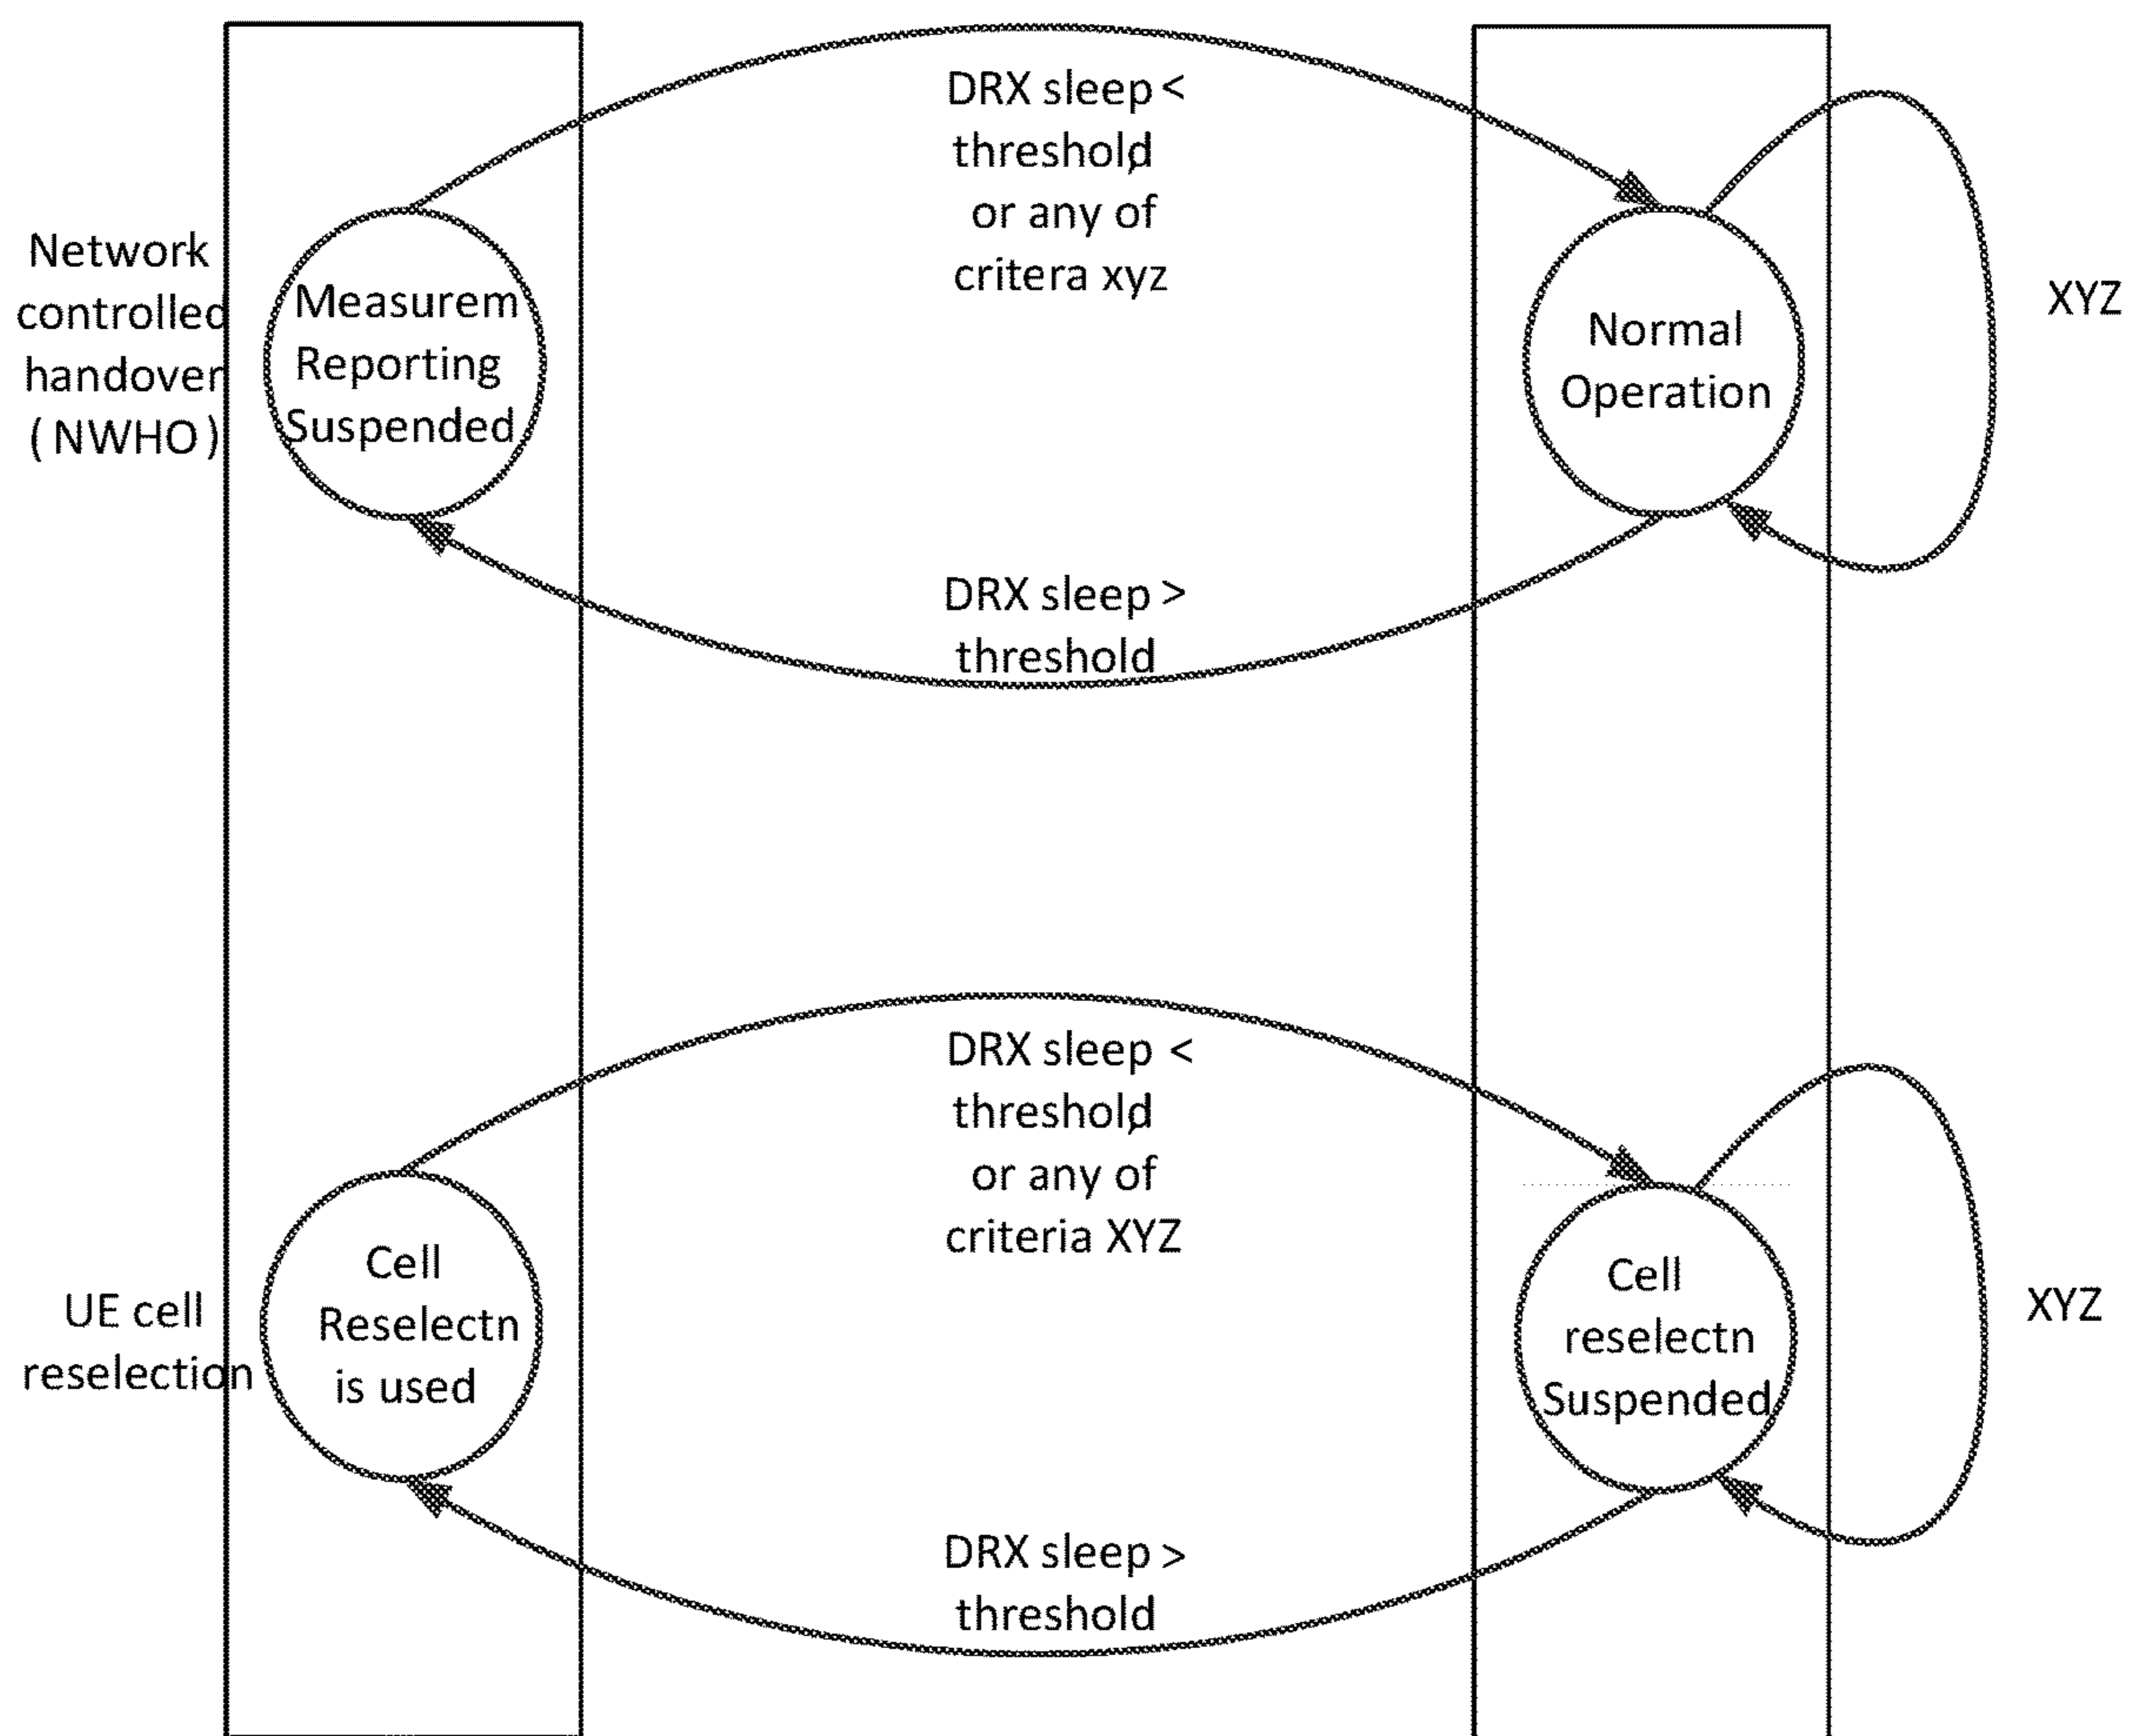 DRX sleep <
threshold,
or any of
critera xyz
Network
controlled
handover
( NWHO )
Measurem
Reporting
Suspended
Normal
Operation
XYZ
DRX sleep >
threshold
DRX sleep <
threshold,
or any of
criteria XYZ
UE cell
reselection
Cell
Reselectn
is used
Cell
reselectn
Suspended
XYZ
DRX sleep >
threshold